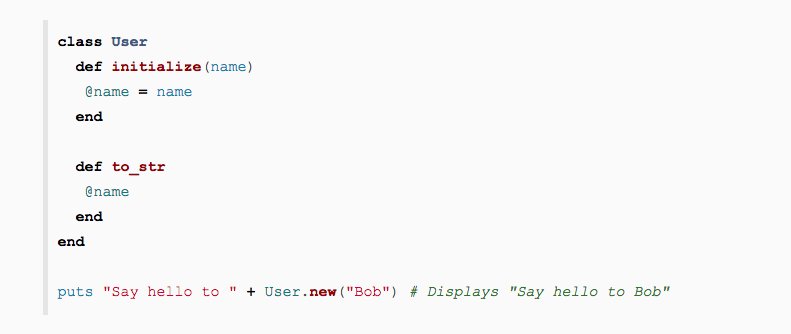 class User
  def initialize(name)
   @name = name
  end

  def to_str
   @name
  end
end

puts "Say hello to " + User.new("Bob") # Displays "Say hello to Bob"